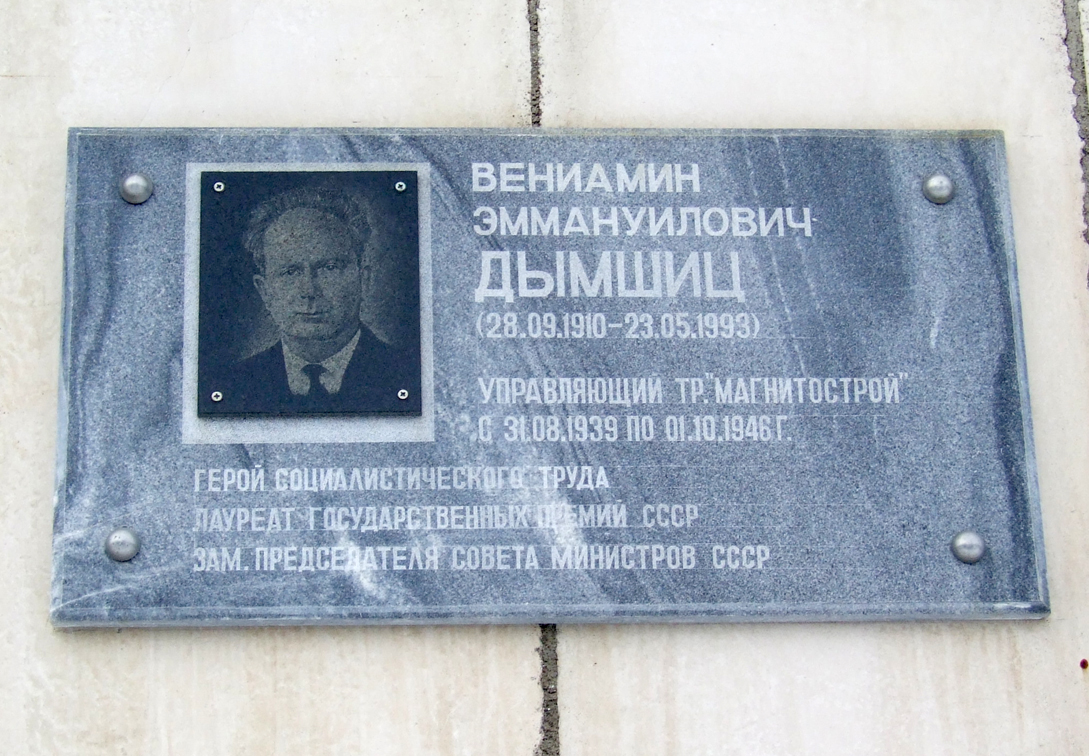 ВЕНИАМИН
ЭММАНУИЛОВИЧ
ДЫМШИЦ
(28.09.1910-23.05.1993)
УПРАВЛЯЮЩИЙ ТР."МАГНИТОСТРОЙ"
С 31.08.1939 ПО 01.10.1946 Г.
ГЕРОЙ СОЦИАЛИСТИЧЕСКОГО ТРУДА
ЛАУРЕАТ ГОСУДАРСТВЕННЫХ ПРЕМИЙ СССР
ЗАМ. ПРЕДСЕДАТЕЛЯ СОВЕТА МИНИСТРОВ СССР